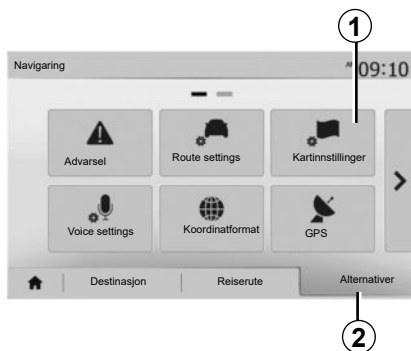 1
Navigaring
09:10
Advarsel
Route settings
Kartinnstillinger
Voice settings
Koordinatformat
GPS
Destinasjon
Reiserute
Alternativer
2